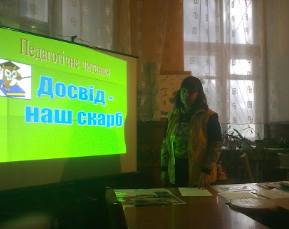 Педагогічне читання
Досвід -
наш скарб